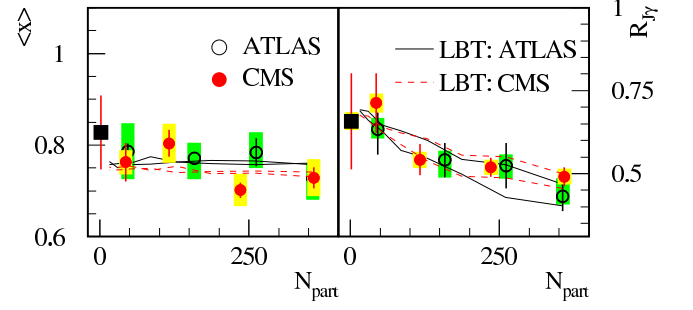 <x>
1
0.8
0.6
ATLAS
CMS
0
250
N_part
LBT: ATLAS
LBT: CMS
0
250
N_part
1
0.75
0.5
R_Jγ